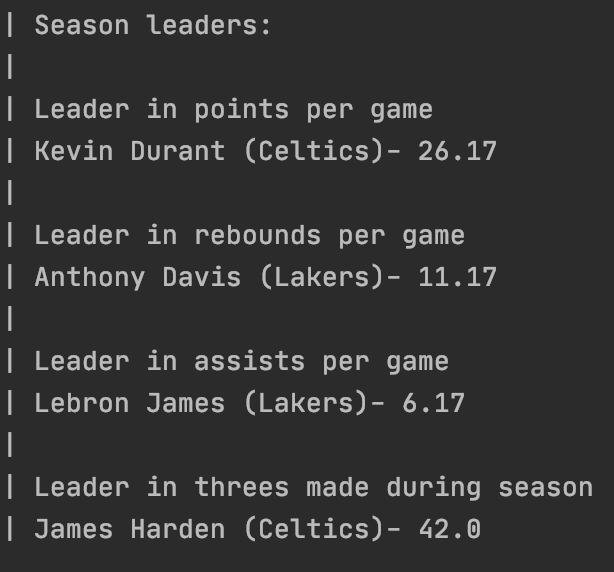 | Season leaders:
|
| Leader in points per game
| Kevin Durant (Celtics)- 26.17
|
| Leader in rebounds per game
| Anthony Davis (Lakers)- 11.17
|
| Leader in assists per game
| Lebron James (Lakers)- 6.17
|
| Leader in threes made during season
| James Harden (Celtics)- 42.0